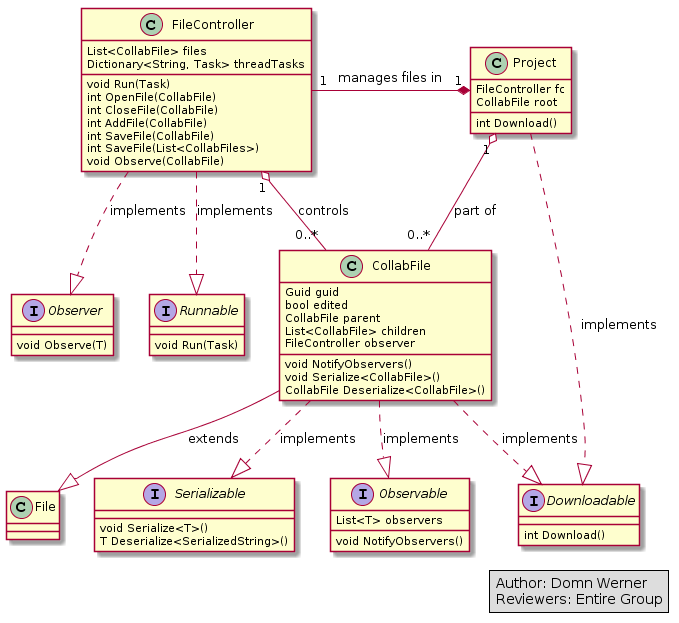 C FileController
List<CollabFile> files
Dictionary<String, Task> threadTasks
void Run(Task)
int OpenFile(CollabFile)
int CloseFile(CollabFile)
int AddFile(CollabFile)
int SaveFile(CollabFile)
int SaveFile(List<CollabFiles>)
void Observe(CollabFile)
1 manages files in 1
C Project
FileController fc
CollabFile root
int Download()
1
1
implements
implements
controls
part of
0..*
0..*
I Observer
void Observe(T)
I Runnable
void Run(Task)
C CollabFile
Guid guid
bool edited
CollabFile parent
List<CollabFile> children
FileController observer
void NotifyObservers()
void Serialize<CollabFile>()
CollabFile Deserialize<CollabFile>()
implements
extends
implements
implements
implements
C File
I Serializable
void Serialize<T>()
T Deserialize<SerializedString>()
I Observable
List<T> observers
void NotifyObservers()
I Downloadable
int Download()
Author: Domn Werner
Reviewers: Entire Group